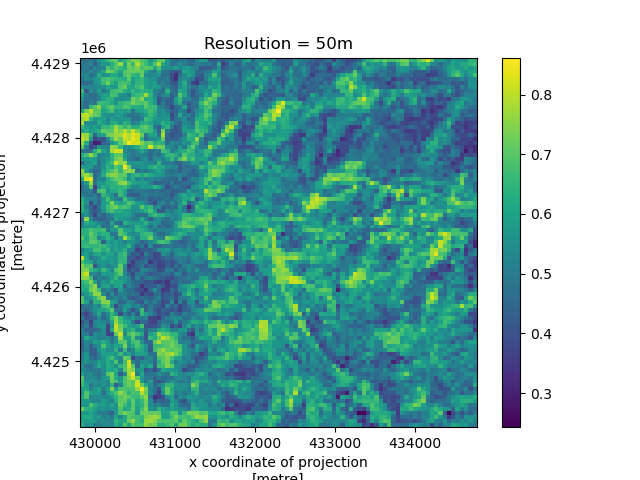 Resolution = 50m
1e6
4.429
4.428
4.427
4.426
4.425
y coordinate of projection
[metre]
430000 431000 432000 433000 434000
x coordinate of projection
[metre]
0.8
0.7
0.6
0.5
0.4
0.3